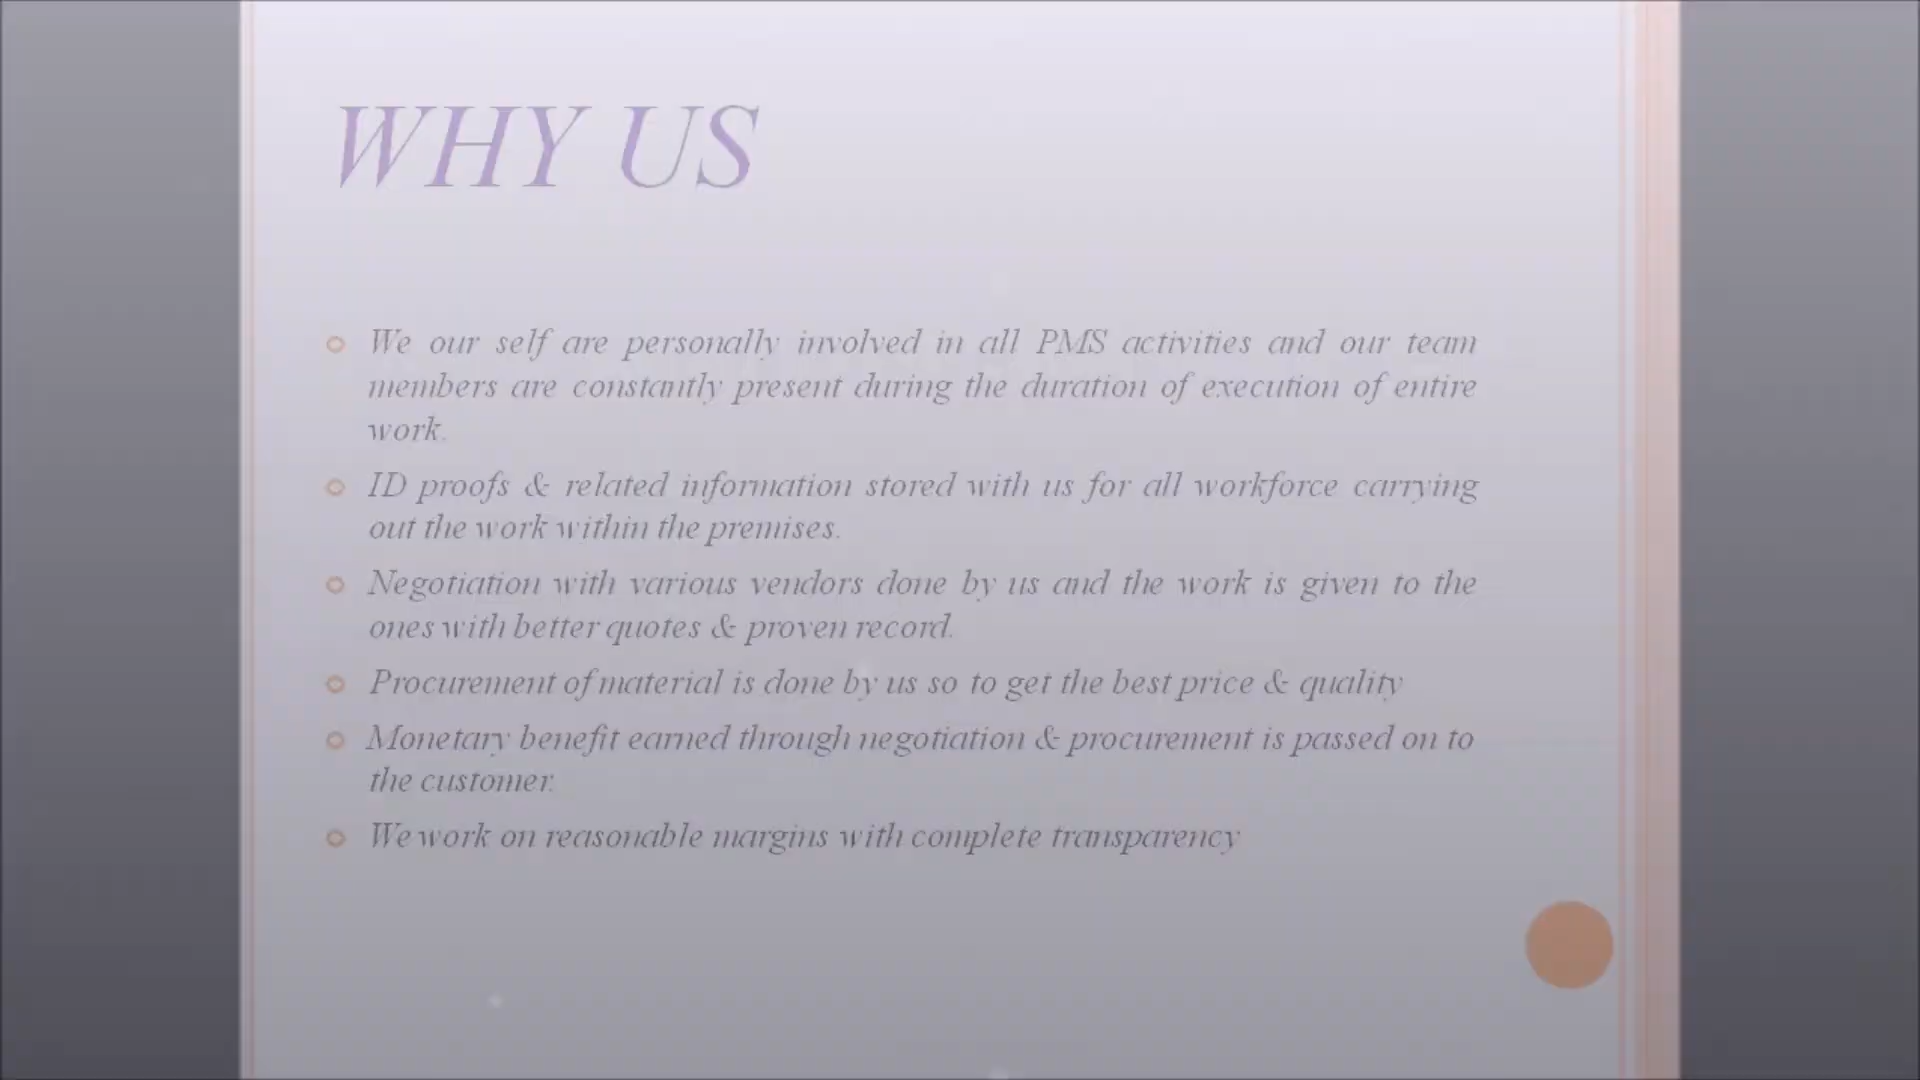 WHY US
We our self are personally involved in all PMS activities and our team
members are constantly present during the duration of execution of entire
work.
ID proofs & related information stored with us for all workforce carrying
out the work within the premises.
Negotiation with various vendors done by us and the work is given to the
ones with better quotes & proven record.
Procurement of material is done by us so to get the best price & quality
Monetary benefit earned through negotiation & procurement is passed on to
the customer.
We work on reasonable margins with complete transparency